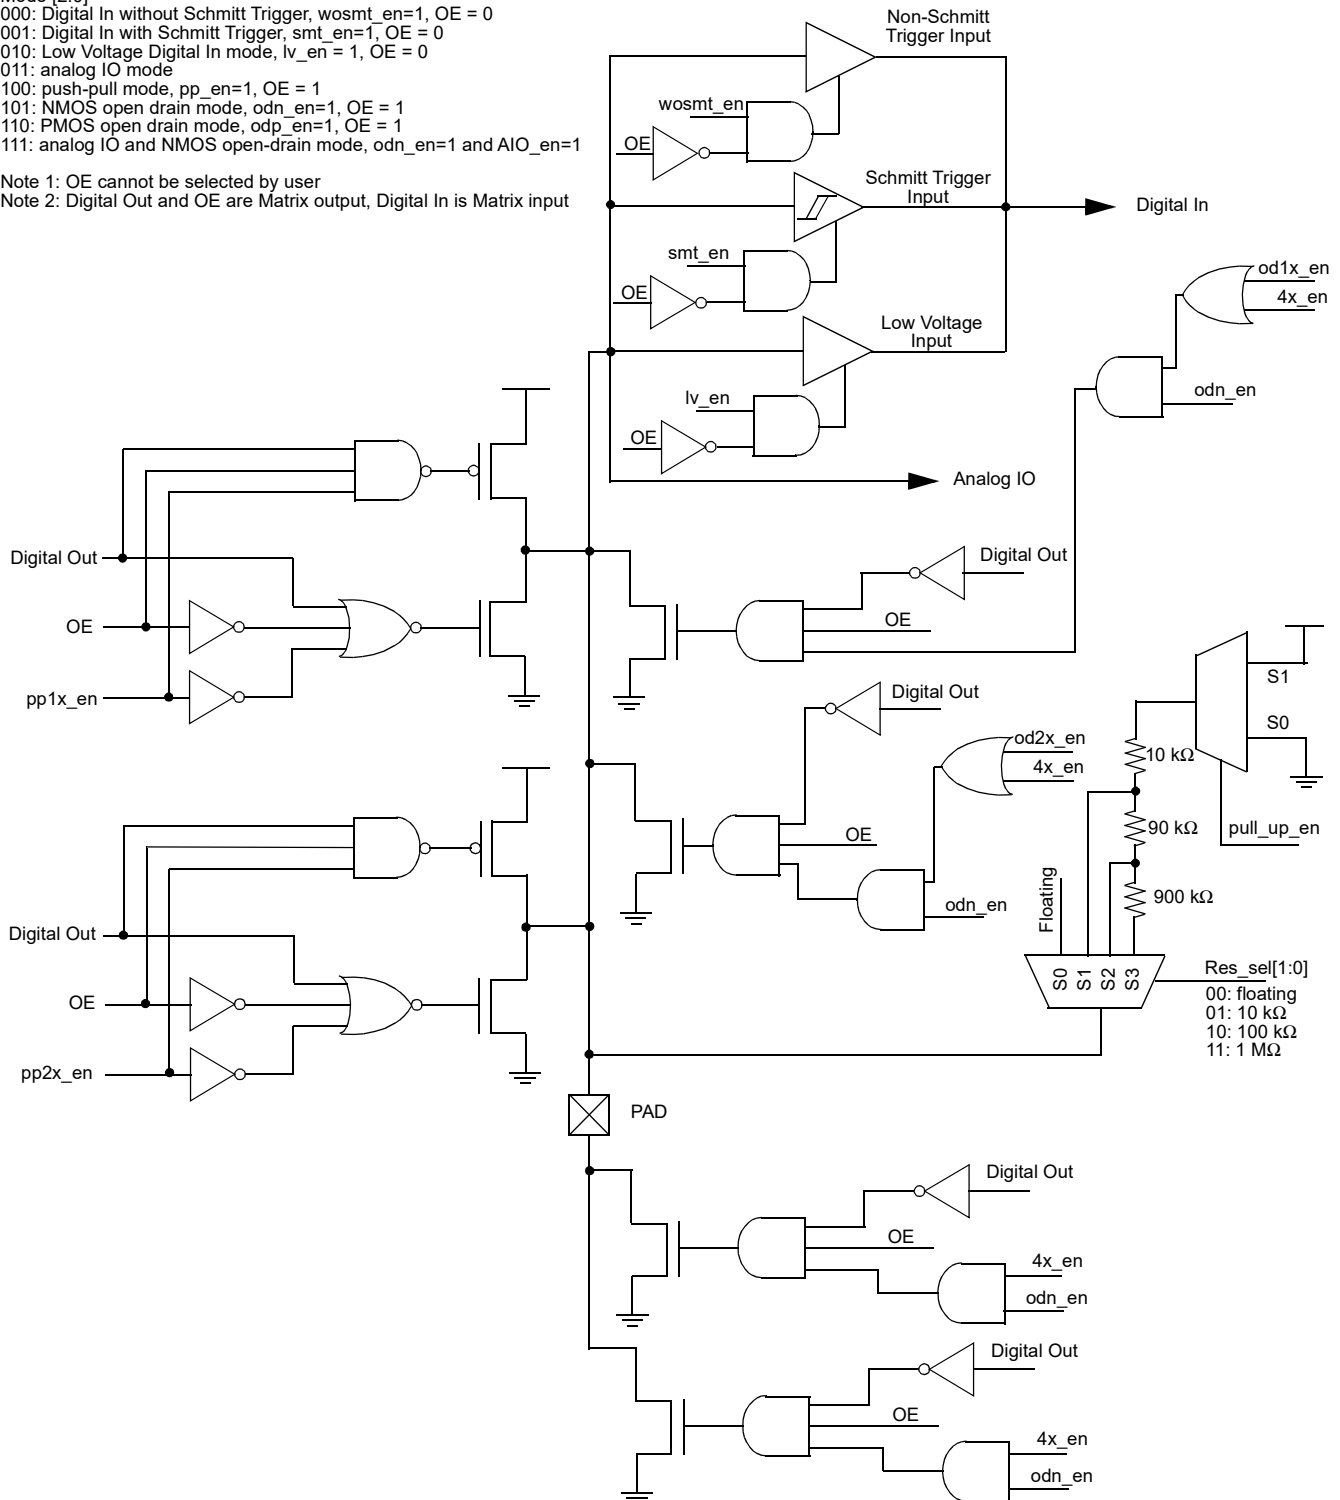 000: Digital In without Schmitt Trigger, wosmt_en=1, OE = 0
001: Digital In with Schmitt Trigger, smt_en=1, OE = 0
010: Low Voltage Digital In mode, lv_en = 1, OE = 0
011: analog IO mode
100: push-pull mode, pp_en=1, OE = 1
101: NMOS open drain mode, odn_en=1, OE = 1
110: PMOS open drain mode, odp_en=1, OE = 1
111: analog IO and NMOS open-drain mode, odn_en=1 and AIO_en=1
Note 1: OE cannot be selected by user
Note 2: Digital Out and OE are Matrix output, Digital In is Matrix input
Non-Schmitt
Trigger Input
wosmt_en
OE
Schmitt Trigger
Input
Digital In
smt_en
OE
od1x_en
4x_en
Low Voltage
Input
odn_en
lv_en
OE
Analog IO
Digital Out
OE
pp1x_en
Digital Out
OE
S1
S0
pull_up_en
10 kΩ
90 kΩ
900 kΩ
Digital Out
od2x_en
4x_en
OE
odn_en
Floating
S0
S1
S2
S3
Res_sel[1:0]
00: floating
01: 10 kΩ
10: 100 kΩ
11: 1 MΩ
Digital Out
OE
pp2x_en
PAD
Digital Out
OE
4x_en
odn_en
Digital Out
OE
4x_en
odn_en